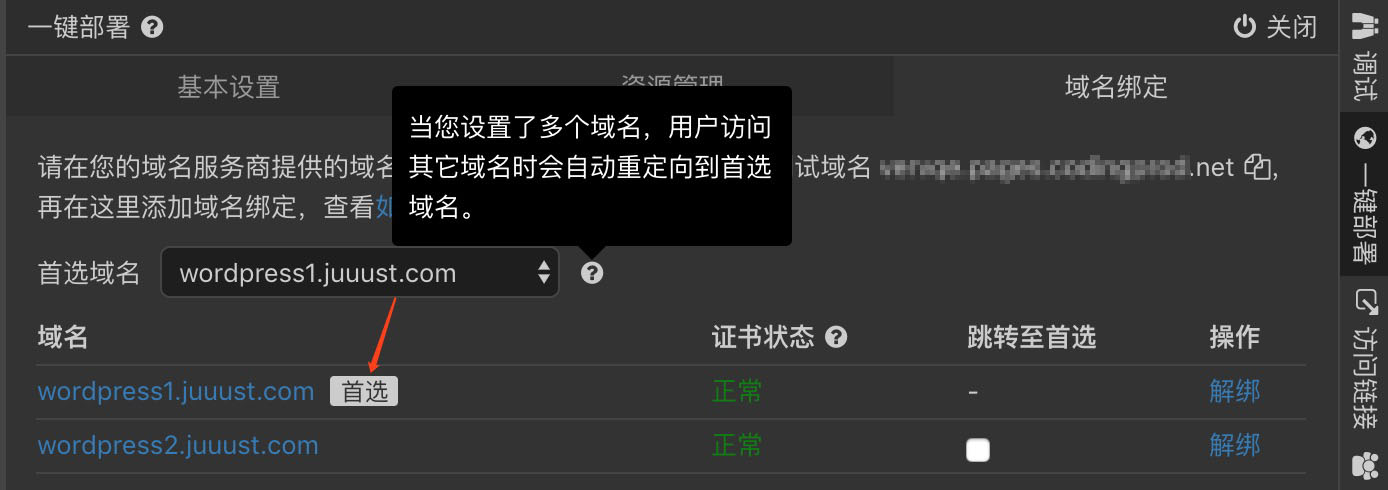 一键部署
关闭
基本设置
资源管理
域名绑定
当您设置了多个域名，用户访问
其它域名时会自动重定向到首选
域名。
请在您的域名服务商提供的域名
试域名
.net ,
再在这里添加域名绑定，查看如
首选域名
wordpress1.juuust.com
域名
证书状态
跳转至首选
操作
wordpress1.juuust.com
首选
正常
-
解绑
wordpress2.juuust.com
正常
解绑
调试
一键部署
访问链接